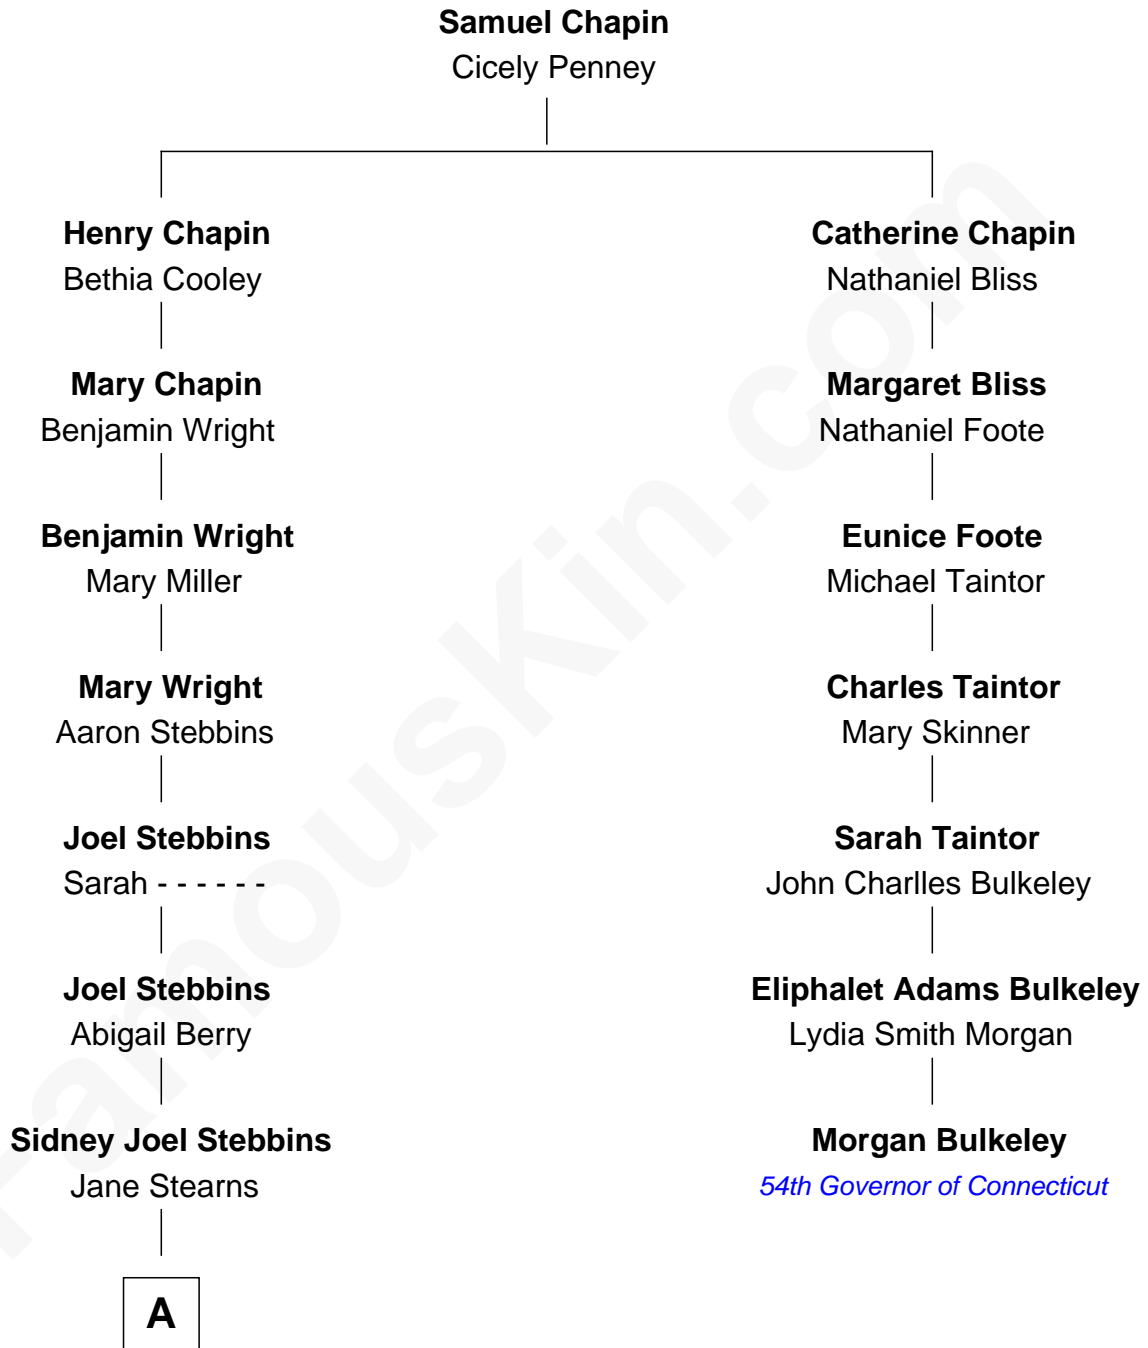 Samuel Chapin
Cicely Penney
Henry Chapin
Bethia Cooley
Catherine Chapin
Nathaniel Bliss
Mary Chapin
Benjamin Wright
Margaret Bliss
Nathaniel Foote
Benjamin Wright
Mary Miller
Eunice Foote
Michael Taintor
Mary Wright
Aaron Stebbins
Charles Taintor
Mary Skinner
Joel Stebbins
Sarah - - - - - -
Sarah Taintor
John Charlles Bulkeley
Joel Stebbins
Abigail Berry
Eliphalet Adams Bulkeley
Lydia Smith Morgan
Sidney Joel Stebbins
Jane Stearns
Morgan Bulkeley
54th Governor of Connecticut
A
FamousKin.com